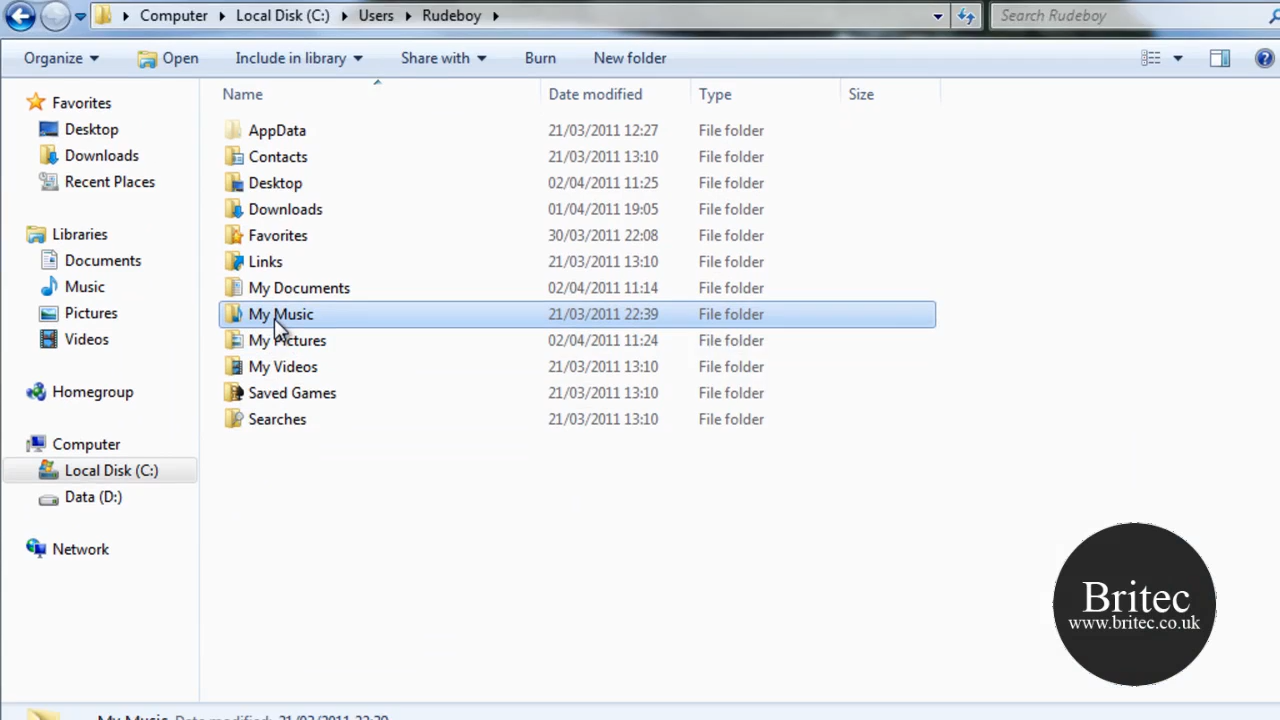 Computer Local Disk (C:) Users Rudeboy Search Rudeboy
Organize Open Include in library Share with Burn New folder
Name Date modified Type Size
Favorites
Desktop
Downloads
Recent Places
Libraries
Documents
Music
Pictures
Videos
Homegroup
Computer
Local Disk (C:)
Data (D:)
Network
AppData 21/03/2011 12:27 File folder
Contacts 21/03/2011 13:10 File folder
Desktop 02/04/2011 11:25 File folder
Downloads 01/04/2011 19:05 File folder
Favorites 30/03/2011 22:08 File folder
Links 21/03/2011 13:10 File folder
My Documents 02/04/2011 11:14 File folder
My Music 21/03/2011 22:39 File folder
My Pictures 02/04/2011 11:24 File folder
My Videos 21/03/2011 13:10 File folder
Saved Games 21/03/2011 13:10 File folder
Searches 21/03/2011 13:10 File folder
Britec
www.britec.co.uk
My Music Date modified: 21/03/2011 22:39